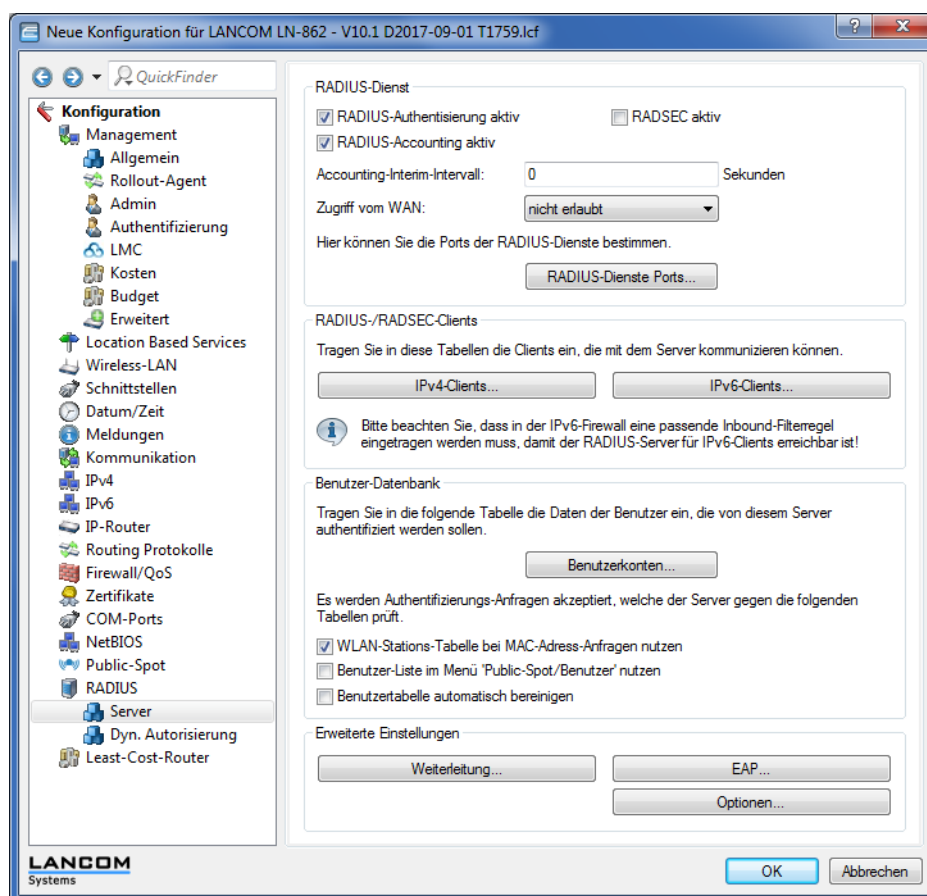 Neue Konfiguration für LANCOM LN-862 - V10.1 D2017-09-01 T1759.lcf
QuickFinder
Konfiguration
Management
Allgemein
Rollout-Agent
Admin
Authentifizierung
LMC
Kosten
Budget
Erweitert
Location Based Services
Wireless-LAN
Schnittstellen
Datum/Zeit
Meldungen
Kommunikation
IPv4
IPv6
IP-Router
Routing Protokolle
Firewall/QoS
Zertifikate
COM-Ports
NetBIOS
Public-Spot
RADIUS
Server
Dyn. Autorisierung
Least-Cost-Router
RADIUS-Dienst
RADIUS-Authentisierung aktiv
RADSEC aktiv
RADIUS-Accounting aktiv
Accounting-Interim-Intervall: 0 Sekunden
Zugriff vom WAN: nicht erlaubt
Hier können Sie die Ports der RADIUS-Dienste bestimmen.
RADIUS-Dienste Ports...
RADIUS-/RADSEC-Clients
Tragen Sie in diese Tabellen die Clients ein, die mit dem Server kommunizieren können.
IPv4-Clients...
IPv6-Clients...
Bitte beachten Sie, dass in der IPv6-Firewall eine passende Inbound-Filterregel
eingetragen werden muss, damit der RADIUS-Server für IPv6-Clients erreichbar ist!
Benutzer-Datenbank
Tragen Sie in die folgende Tabelle die Daten der Benutzer ein, die von diesem Server
authentifiziert werden sollen.
Benutzerkonten...
Es werden Authentifizierungs-Anfragen akzeptiert, welche der Server gegen die folgenden
Tabellen prüft.
WLAN-Stations-Tabelle bei MAC-Adress-Anfragen nutzen
Benutzer-Liste im Menü 'Public-Spot/Benutzer' nutzen
Benutzertabelle automatisch bereinigen
Erweiterte Einstellungen
Weiterleitung...
EAP...
Optionen...
LANCOM
Systems
OK
Abbrechen